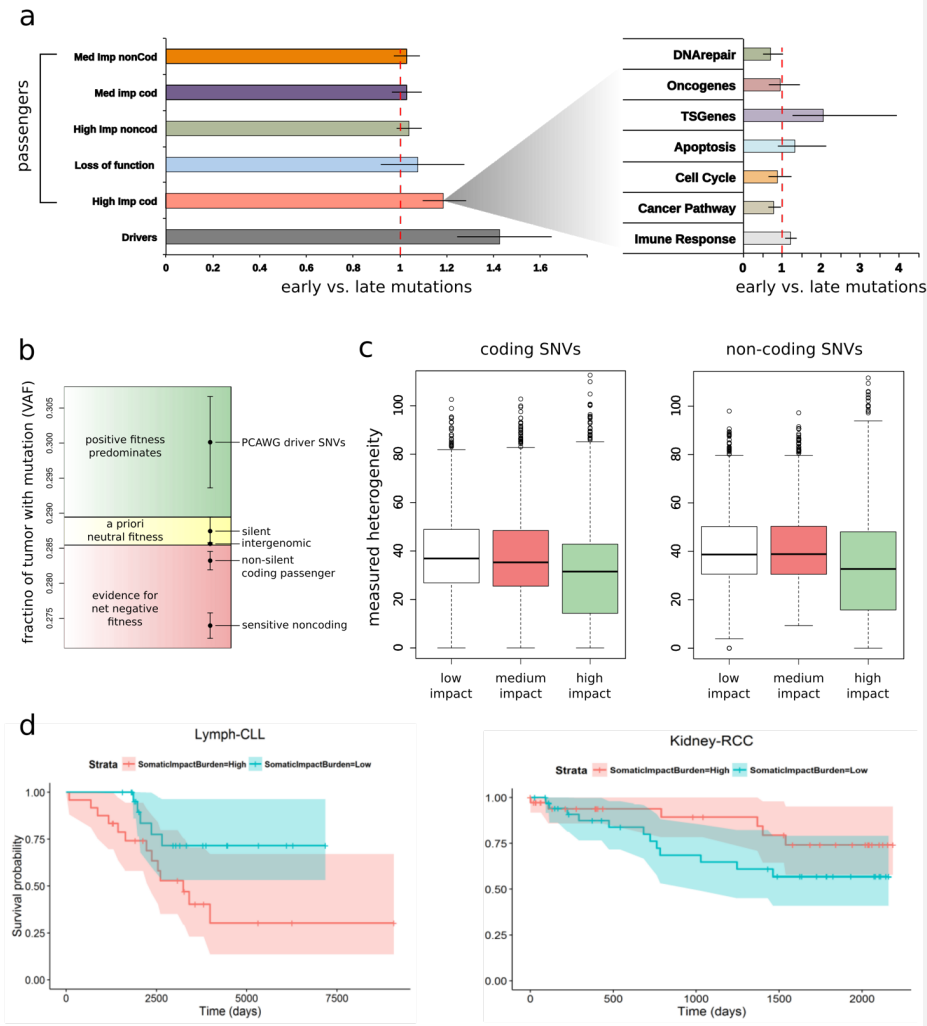 a
passengers
Med Imp nonCod
Med imp cod
High Imp noncod
Loss of function
High Imp cod
Drivers
0 0.2 0.4 0.6 0.8 1 1.2 1.4 1.6
early vs. late mutations
DNArepair
Oncogenes
TSGenes
Apoptosis
Cell Cycle
Cancer Pathway
Imune Response
0 1 2 3 4
early vs. late mutations
b
fractino of tumor with mutation (VAF)
0.305
0.300
0.295
0.290
0.285
0.280
0.275
positive fitness
predominates
a priori
neutral fitness
evidence for
net negative
fitness
PCAWG driver SNVs
silent
intergenomic
non-silent
coding passenger
sensitive noncoding
c
coding SNVs
non-coding SNVs
measured heterogeneity
100
80
60
40
20
0
low
impact
medium
impact
high
impact
100
80
60
40
20
0
low
impact
medium
impact
high
impact
d
Lymph-CLL
Strata SomaticImpactBurden=High SomaticImpactBurden=Low
Survival probability
1.00
0.75
0.50
0.25
0.00
0 2500 5000 7500
Time (days)
Kidney-RCC
Strata SomaticImpactBurden=High SomaticImpactBurden=Low
1.00
0.75
0.50
0.25
0.00
0 500 1000 1500 2000
Time (days)